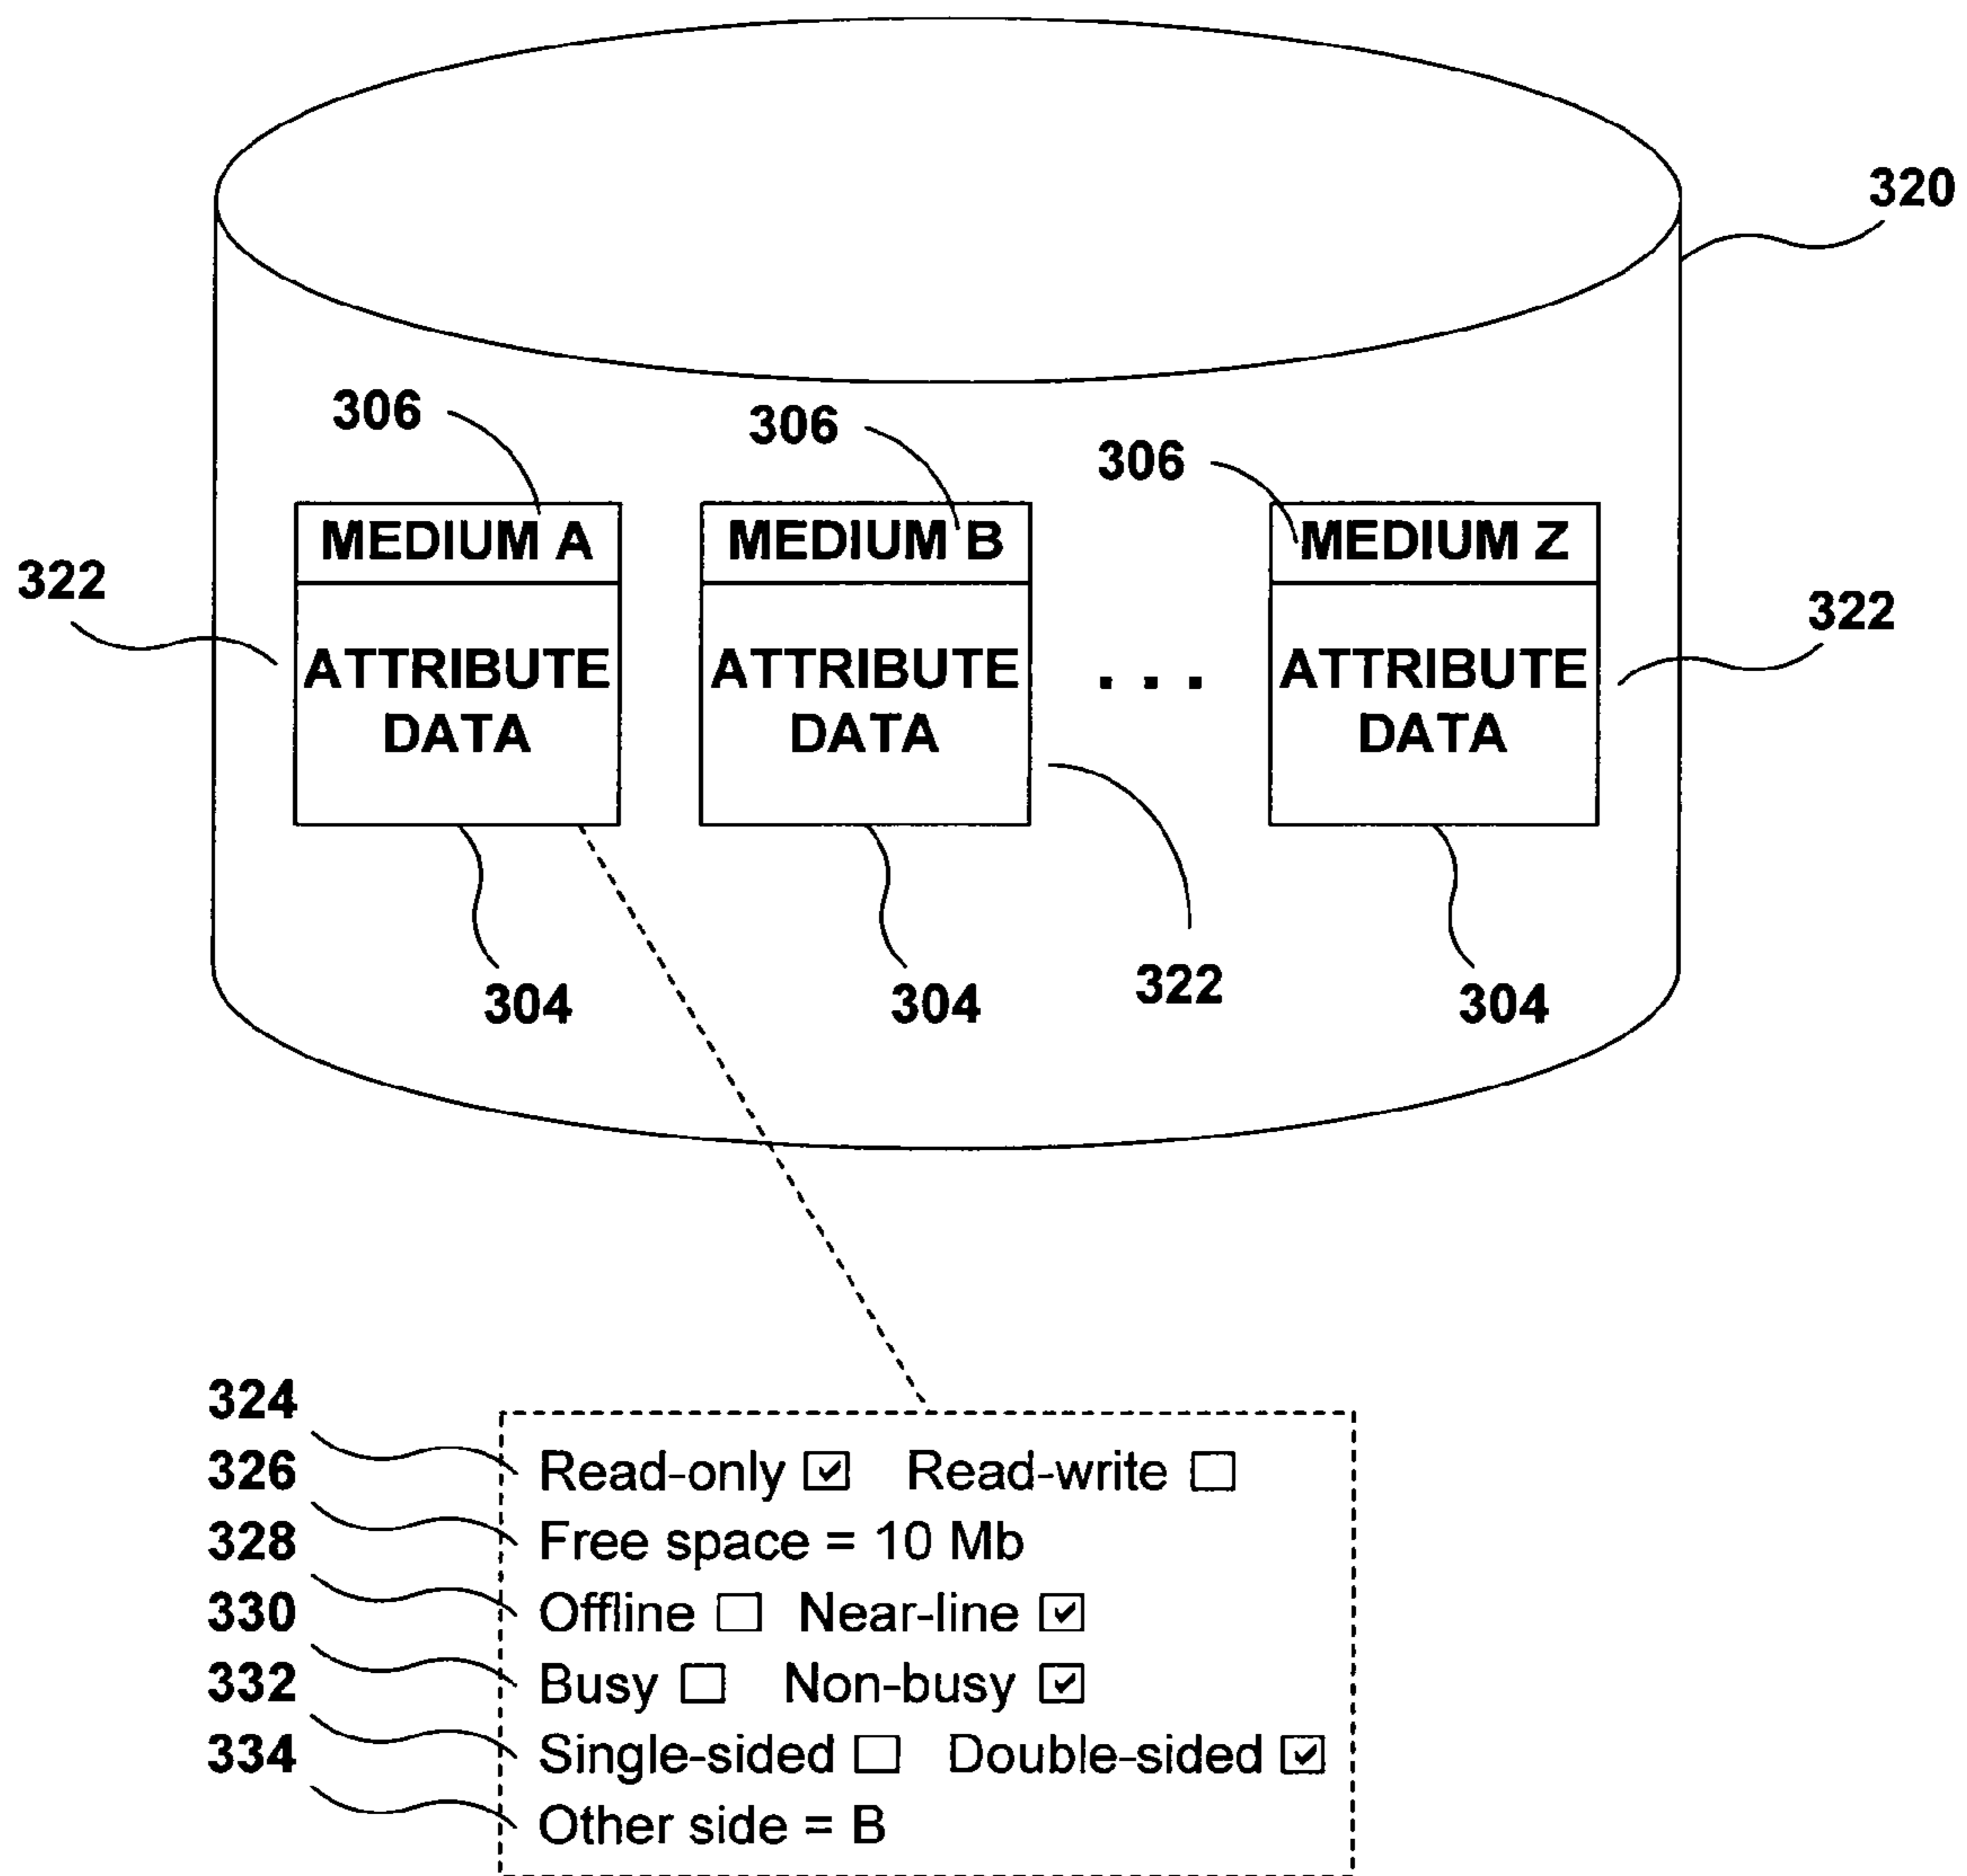 320
306 306 306
MEDIUM A MEDIUM B MEDIUM Z
322 322
ATTRIBUTE ATTRIBUTE ... ATTRIBUTE
DATA DATA DATA
322
304 304 304
324
Read-only ☑ Read-write ☐
326
Free space = 10 Mb
328
Offline ☐ Near-line ☑
330
Busy ☐ Non-busy ☑
332
Single-sided ☐ Double-sided ☑
334
Other side = B